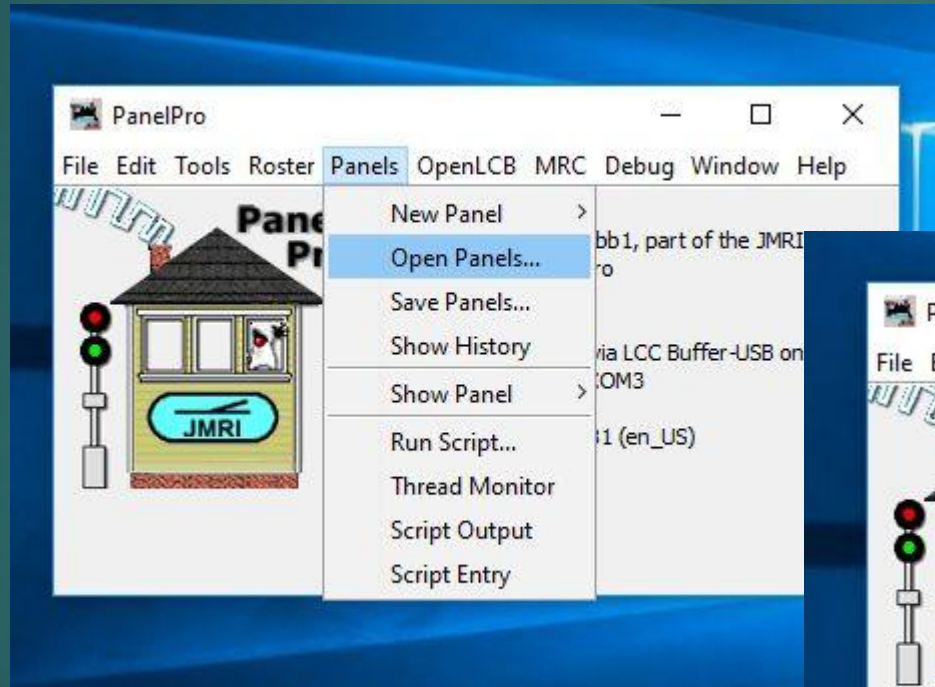 PanelPro
File Edit Tools Roster Panels OpenLCB MRC Debug Window Help
New Panel
Open Panels...
Save Panels...
Show History
Show Panel
Run Script...
Thread Monitor
Script Output
Script Entry
bb1, part of the JMRI
via LCC Buffer-USB on
(en_US)
JMRI
File